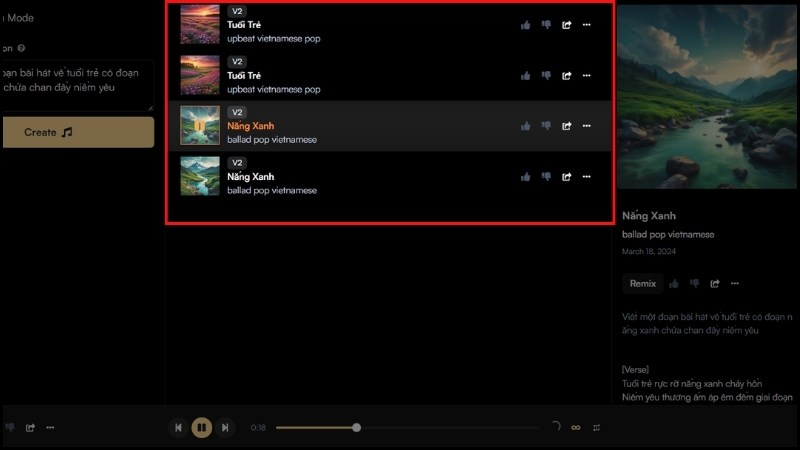 Mode
on
oạn bài hát về tuổi trẻ có đoạn
chứa chan đầy niềm yêu
Create
V2
Tuổi Trẻ
upbeat vietnamese pop
V2
Tuổi Trẻ
upbeat vietnamese pop
V2
Nắng Xanh
ballad pop vietnamese
V2
Nắng Xanh
ballad pop vietnamese
Nắng Xanh
ballad pop vietnamese
March 18, 2024
Remix
Viết một đoạn bài hát về tuổi trẻ có đoạn n
ắng xanh chứa chan đầy niềm yêu
[Verse]
Tuổi trẻ rực rỡ nắng xanh cháy hồn
Niềm yêu thương ấm áp êm đềm giai đoạn
0:18